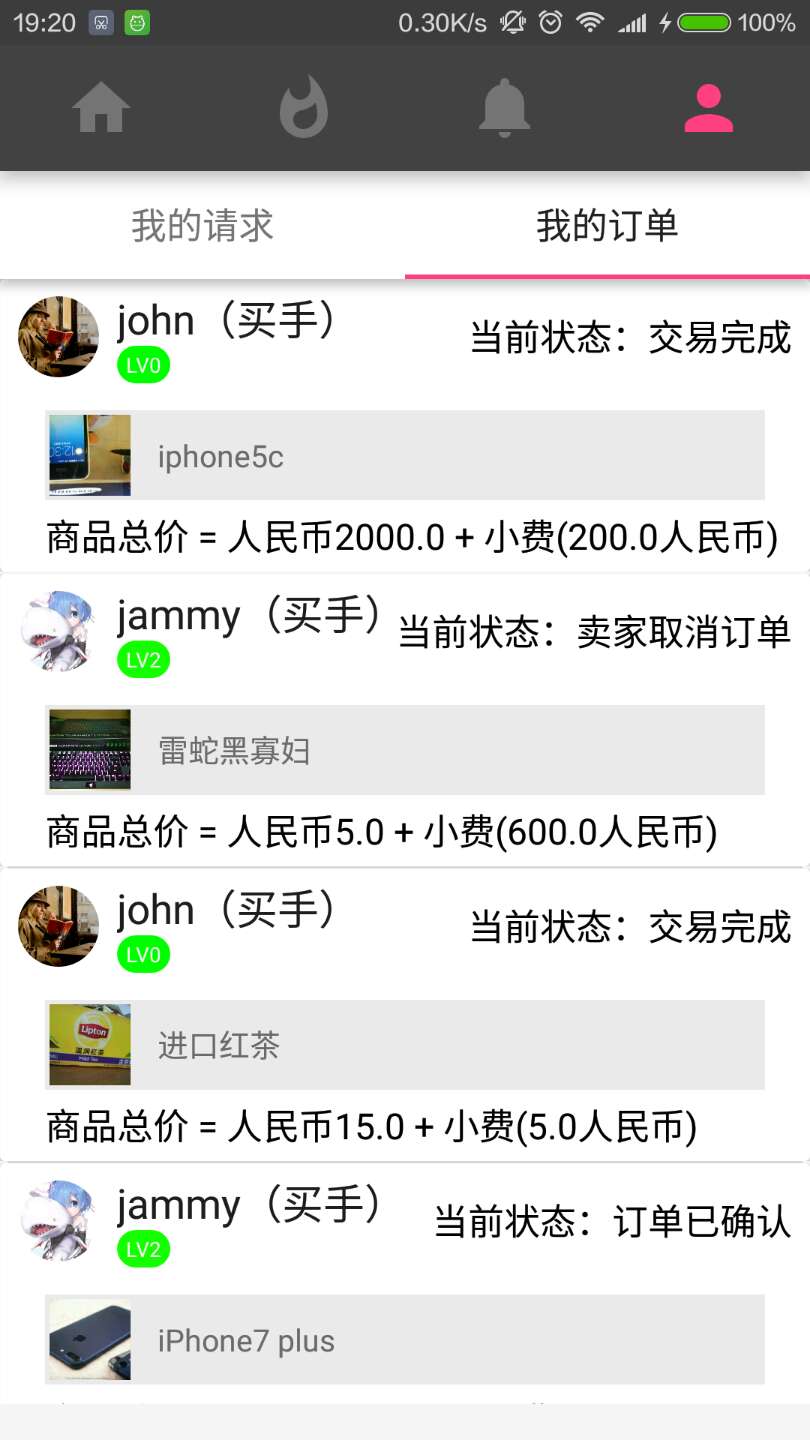 19:20 0.30K/s 100%
我的请求 我的订单
john（买手） 当前状态：交易完成
LV0
iphone5c
商品总价 = 人民币2000.0 + 小费(200.0人民币)
jammy（买手） 当前状态：卖家取消订单
LV2
雷蛇黑寡妇
商品总价 = 人民币5.0 + 小费(600.0人民币)
john（买手） 当前状态：交易完成
LV0
Lipton
进口红茶
商品总价 = 人民币15.0 + 小费(5.0人民币)
jammy（买手） 当前状态：订单已确认
LV2
iPhone7 plus